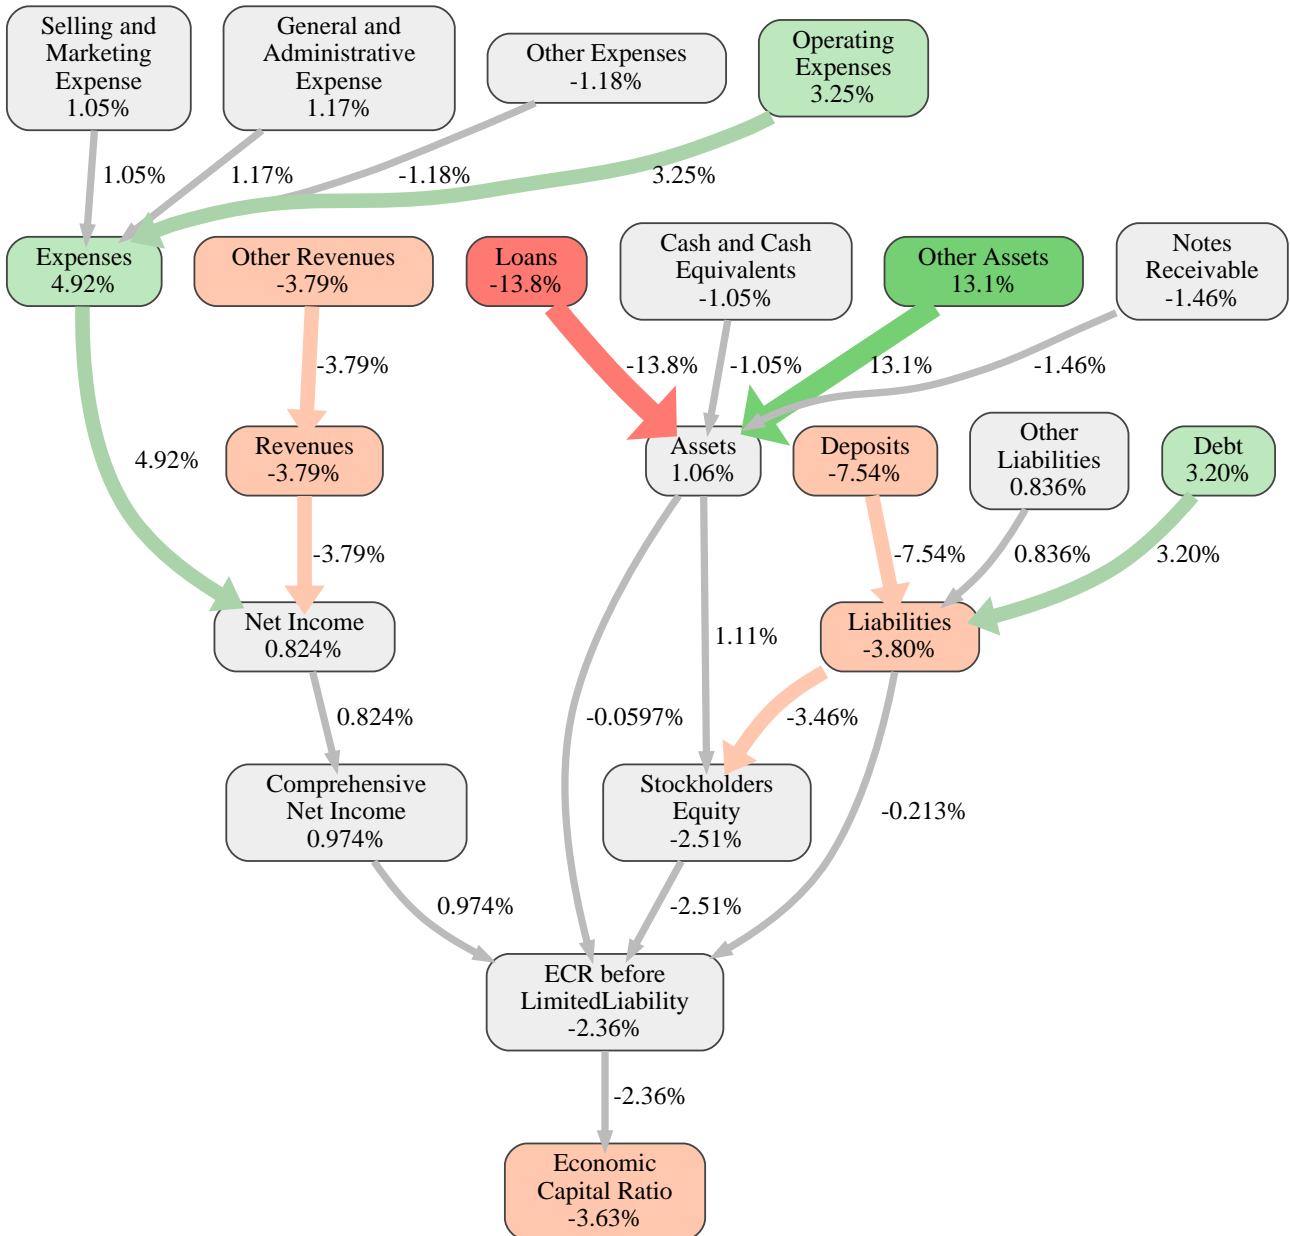 Selling and
Marketing
Expense
1.05%
General and
Administrative
Expense
1.17%
Other Expenses
-1.18%
Operating
Expenses
3.25%
1.05%
1.17%
-1.18%
3.25%
Expenses
4.92%
Other Revenues
-3.79%
Loans
-13.8%
Cash and Cash
Equivalents
-1.05%
Other Assets
13.1%
Notes
Receivable
-1.46%
-3.79%
-13.8%
-1.05%
13.1%
-1.46%
4.92%
Revenues
-3.79%
Assets
1.06%
Deposits
-7.54%
Other
Liabilities
0.836%
Debt
3.20%
-3.79%
-7.54%
0.836%
3.20%
Net Income
0.824%
1.11%
Liabilities
-3.80%
0.824%
-0.0597%
-3.46%
Comprehensive
Net Income
0.974%
Stockholders
Equity
-2.51%
-0.213%
0.974%
-2.51%
ECR before
LimitedLiability
-2.36%
-2.36%
Economic
Capital Ratio
-3.63%